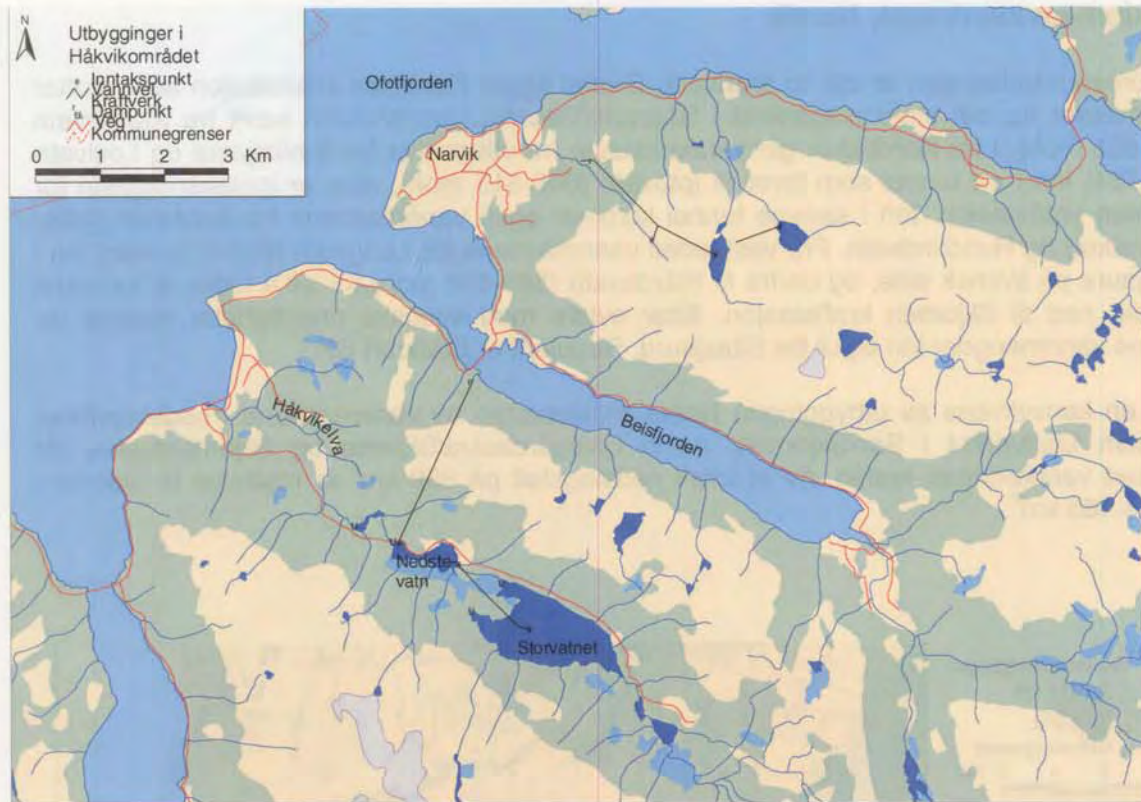 N
Utbygginger i
Håkvikområdet
Inntakspunkt
Vannvei
Kraftverk
Dampunkt
Veg
Kommunegrenser
0 1 2 3 Km
Ofotfjorden
Narvik
Håkvikelva
Beisfjorden
Nedste-
vatn
Storvatnet